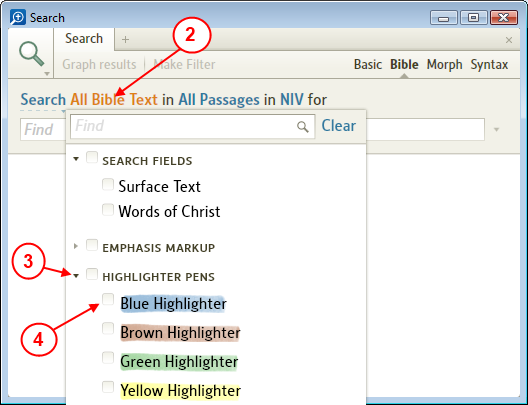 Search
Search +
2
Graph results | Make Filter Basic Bible Morph Syntax
Search All Bible Text in All Passages in NIV for
Find
Find Clear
SEARCH FIELDS
Surface Text
Words of Christ
EMPHASIS MARKUP
3
HIGHLIGHTER PENS
Blue Highlighter
4
Brown Highlighter
Green Highlighter
Yellow Highlighter